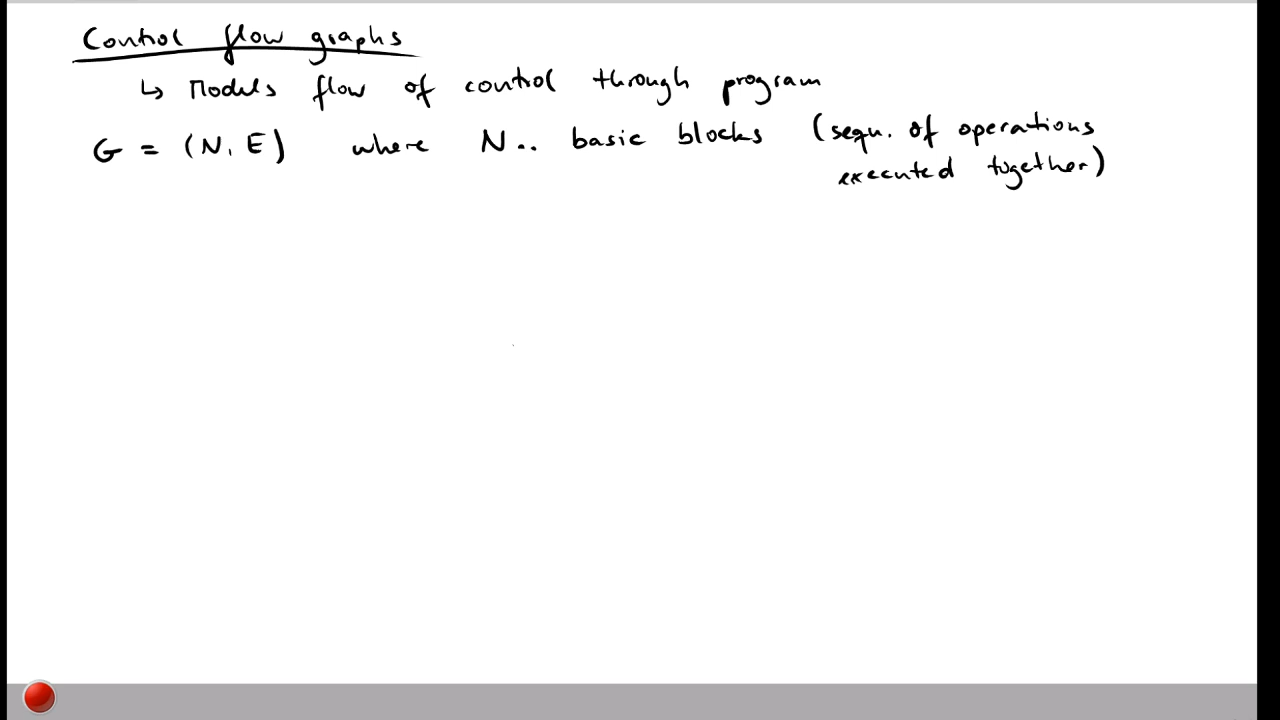 Control flow graphs
↳ Models flow of control through program
G = (N, E) where N.. basic blocks (sequ. of operations
executed together)